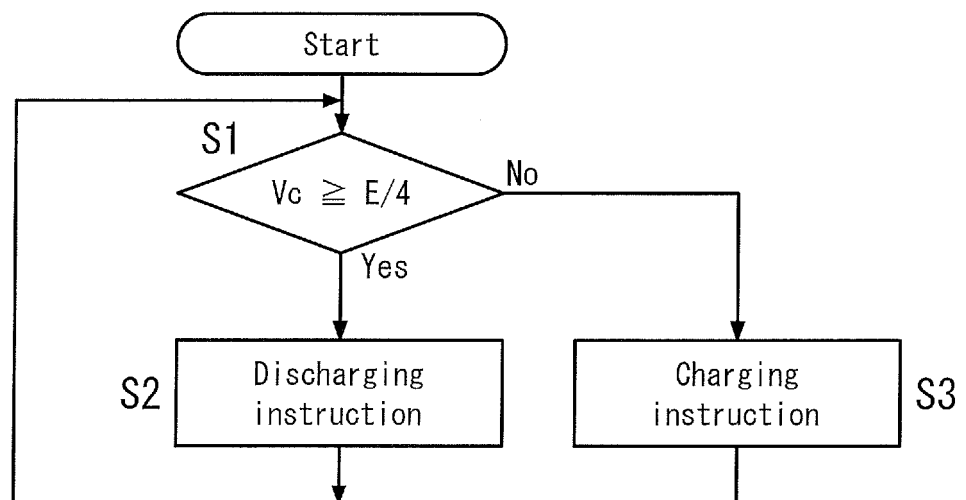 Start
S1
Vc ≧ E/4
No
Yes
S2
Discharging
instruction
Charging
instruction
S3